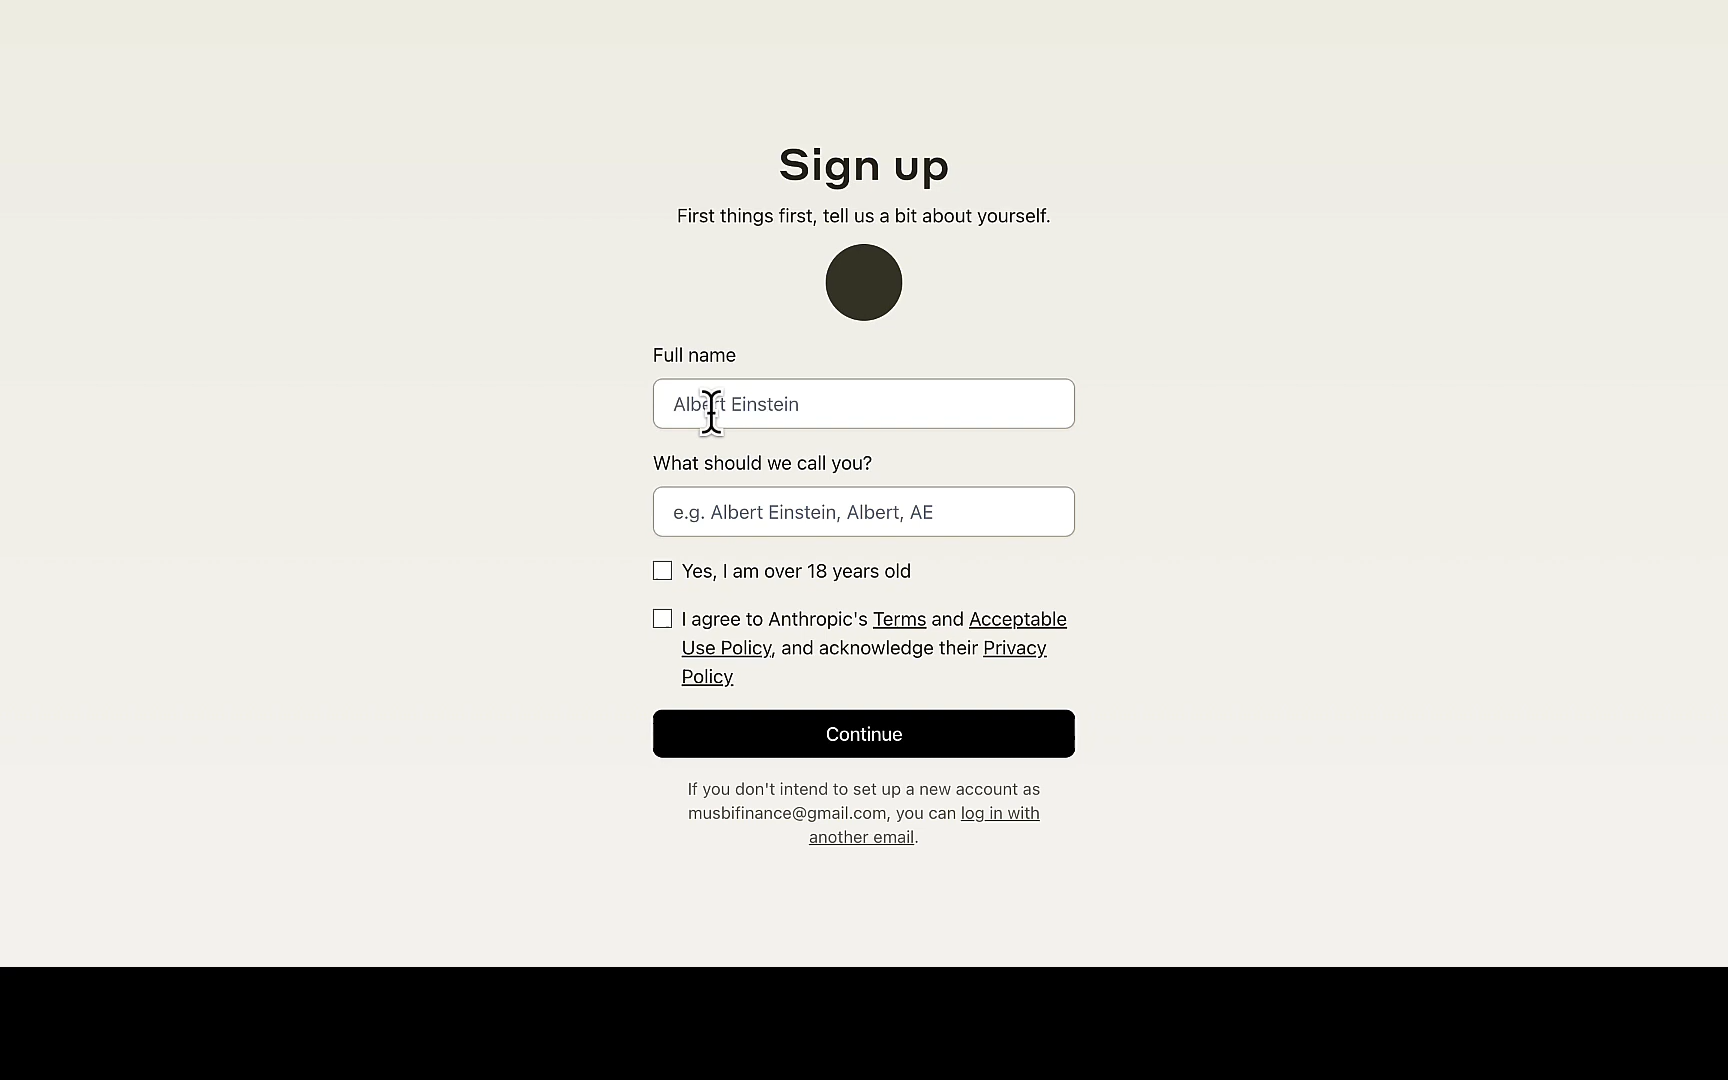 Sign up
First things first, tell us a bit about yourself.
Full name
Albert Einstein
What should we call you?
e.g. Albert Einstein, Albert, AE
Yes, I am over 18 years old
I agree to Anthropic's Terms and Acceptable
Use Policy, and acknowledge their Privacy
Policy
Continue
If you don't intend to set up a new account as
musbifinance@gmail.com, you can log in with
another email.